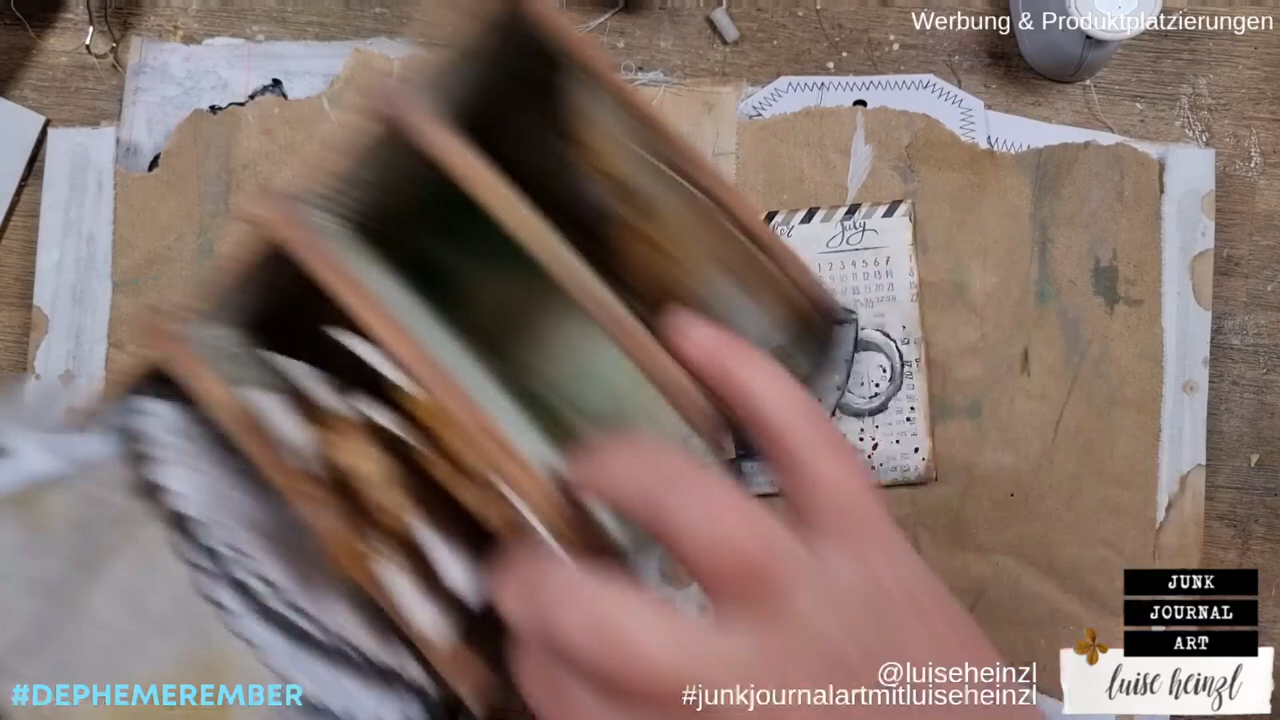 Werbung & Produktplatzierungen
July
1 2 3 4 5 6 7
JUNK
JOURNAL
ART
luise heinzl
@luiseheinzl
#junkjournalartmitluiseheinzl
#DEPHEMEREMBER